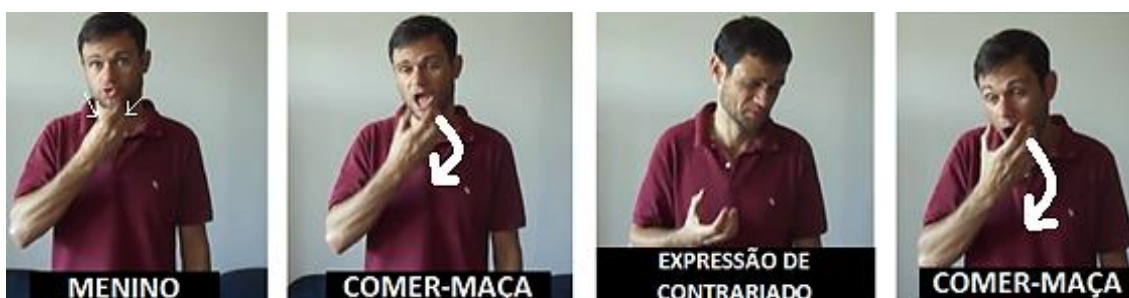 MENINO
COMER-MAÇA
EXPRESSÃO DE
CONTRARIADO
COMER-MAÇA